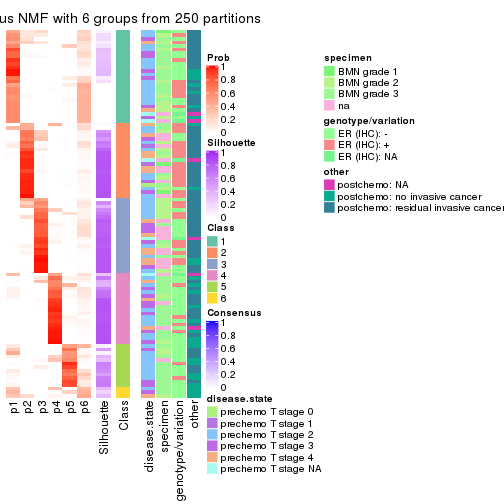 us NMF with 6 groups from 250 partitions
Prob
1
0.8
0.6
0.4
0.2
0
Silhouette
1
0.8
0.6
0.4
0.2
0
Class
1
2
3
4
5
6
Consensus
1
0.8
0.6
0.4
0.2
0
disease.state
prechemo T stage 0
prechemo T stage 1
prechemo T stage 2
prechemo T stage 3
prechemo T stage 4
prechemo T stage NA
specimen
BMN grade 1
BMN grade 2
BMN grade 3
na
genotype/variation
ER (IHC): -
ER (IHC): +
ER (IHC): NA
other
postchemo: NA
postchemo: no invasive cancer
postchemo: residual invasive cancer
p1
p2
p3
p4
p5
p6
Silhouette
Class
disease.state
specimen
genotype/variation
other